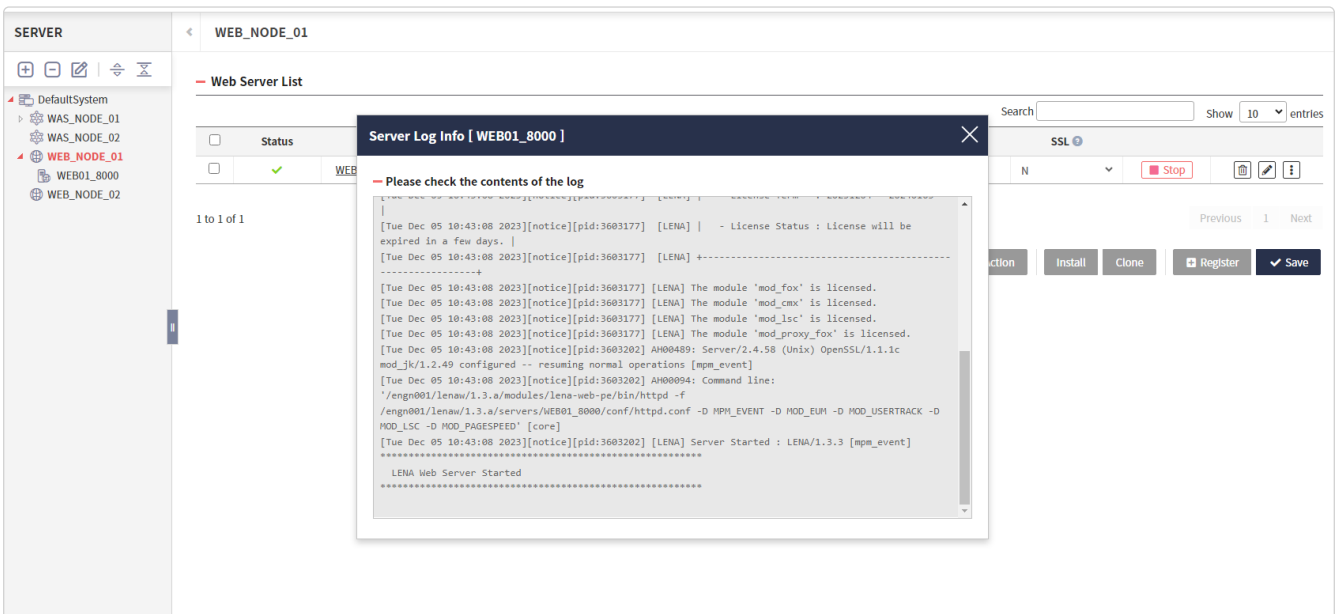 SERVER
WEB_NODE_01
DefaultSystem
WAS_NODE_01
WAS_NODE_02
WEB_NODE_01
WEB01_8000
WEB_NODE_02
Web Server List
Search
Show 10 entries
Status
SSL
WEB
N
Stop
1 to 1 of 1
Previous 1 Next
ction
Install
Clone
Register
Save
Server Log Info [ WEB01_8000 ]
Please check the contents of the log
|
[Tue Dec 05 10:43:08 2023][notice][pid:3603177] [LENA] | - License Status : License will be
expired in a few days. |
[Tue Dec 05 10:43:08 2023][notice][pid:3603177] [LENA] +------------------------------------------
-----------------+
[Tue Dec 05 10:43:08 2023][notice][pid:3603177] [LENA] The module 'mod_fox' is licensed.
[Tue Dec 05 10:43:08 2023][notice][pid:3603177] [LENA] The module 'mod_cmx' is licensed.
[Tue Dec 05 10:43:08 2023][notice][pid:3603177] [LENA] The module 'mod_lsc' is licensed.
[Tue Dec 05 10:43:08 2023][notice][pid:3603177] [LENA] The module 'mod_proxy_fox' is licensed.
[Tue Dec 05 10:43:08 2023][notice][pid:3603202] AH00489: Server/2.4.58 (Unix) OpenSSL/1.1.1c
mod_jk/1.2.49 configured -- resuming normal operations [mpm_event]
[Tue Dec 05 10:43:08 2023][notice][pid:3603202] AH00094: Command line:
'/engn001/lenaw/1.3.a/modules/lena-web-pe/bin/httpd -f
/engn001/lenaw/1.3.a/servers/WEB01_8000/conf/httpd.conf -D MPM_EVENT -D MOD_EUM -D MOD_USERTRACK -D
MOD_LSC -D MOD_PAGESPEED' [core]
[Tue Dec 05 10:43:08 2023][notice][pid:3603202] [LENA] Server Started : LENA/1.3.3 [mpm_event]
*********************************************************
LENA Web Server Started
*********************************************************